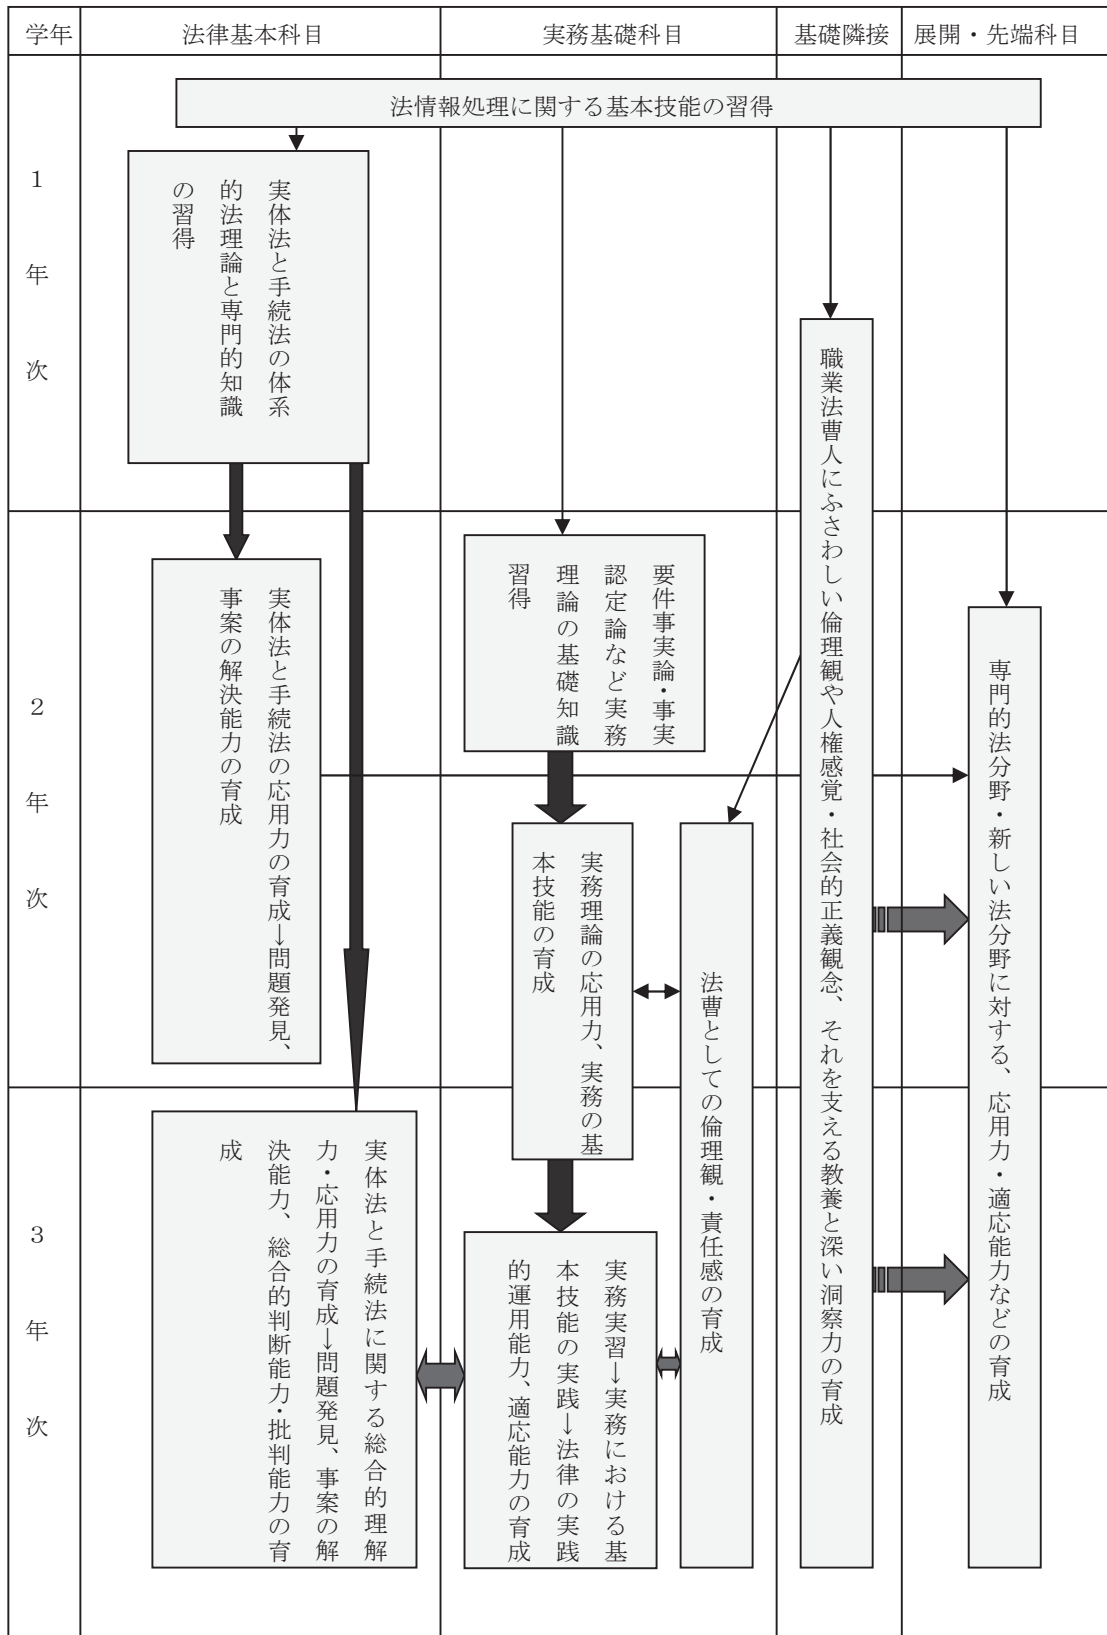 学年
法律基本科目
実務基礎科目
基礎隣接
展開・先端科目
法情報処理に関する基本技能の習得
1
年
次
実体法と手続法の体系
的法理論と専門的知識
の習得
職業法曹人にふさわしい倫理観や人権感覚・社会的正義観念、それを支える教養と深い洞察力の育成
2
年
次
実体法と手続法の応用力の育成→問題発見、
事案の解決能力の育成
要件事実論・事実
認定論など実務
理論の基礎知識
習得
実務理論の応用力、実務の基
本技能の育成
法曹としての倫理観・責任感の育成
専門的法分野・新しい法分野に対する、応用力・適応能力などの育成
3
年
次
実体法と手続法に関する総合的理解
力・応用力の育成→問題発見、事案の解
決能力、総合的判断能力・批判能力の育
成
実務実習→実務における基
本技能の実践→法律の実践
的運用能力、適応能力の育成